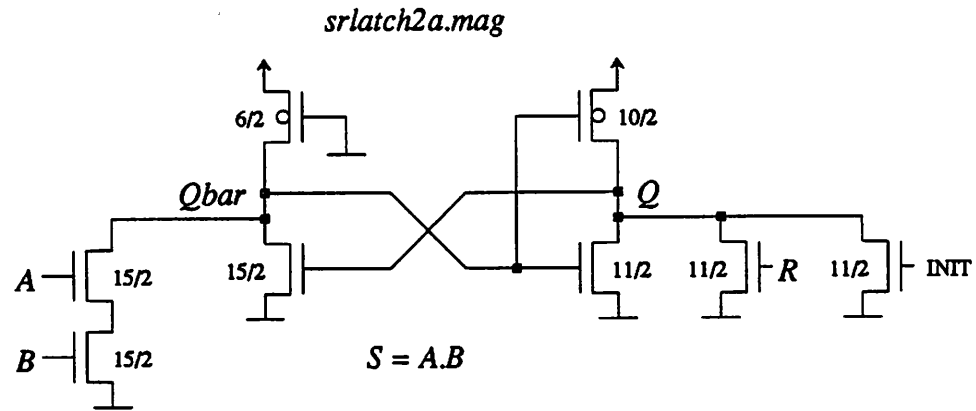 srlatch2a.mag
6/2
10/2
Qbar
Q
A
15/2
15/2
11/2
11/2
R
11/2
INIT
B
15/2
S = A.B